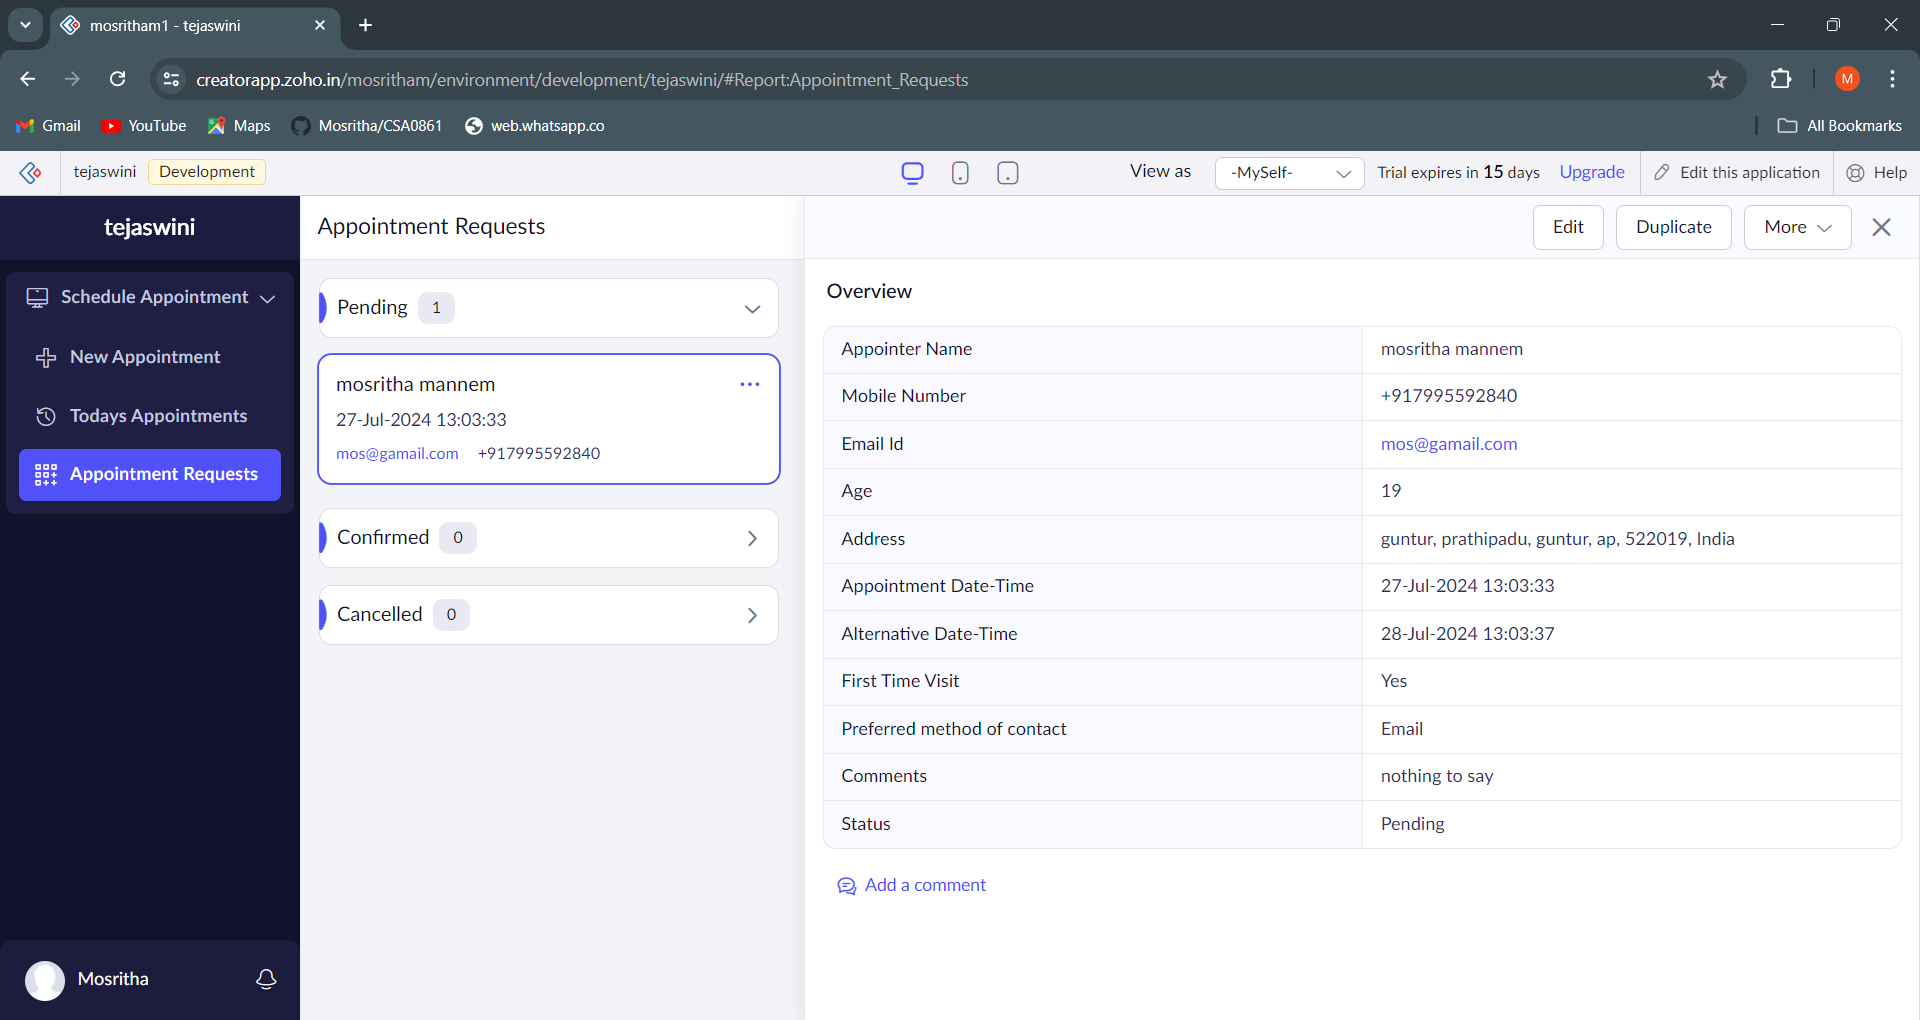 mosritham1 - tejaswini
creatorapp.zoho.in/mosritham/environment/development/tejaswini/#Report:Appointment_Requests
M
Gmail YouTube Maps Mosritha/CSA0861 web.whatsapp.co All Bookmarks
tejaswini Development View as -MySelf- Trial expires in 15 days Upgrade Edit this application Help
tejaswini
Schedule Appointment
New Appointment
Todays Appointments
Appointment Requests
Mosritha
Appointment Requests
Pending 1
mosritha mannem
27-Jul-2024 13:03:33
mos@gamail.com +917995592840
Confirmed 0
Cancelled 0
Edit Duplicate More
Overview
Appointer Name mosritha mannem
Mobile Number +917995592840
Email Id mos@gamail.com
Age 19
Address guntur, prathipadu, guntur, ap, 522019, India
Appointment Date-Time 27-Jul-2024 13:03:33
Alternative Date-Time 28-Jul-2024 13:03:37
First Time Visit Yes
Preferred method of contact Email
Comments nothing to say
Status Pending
Add a comment